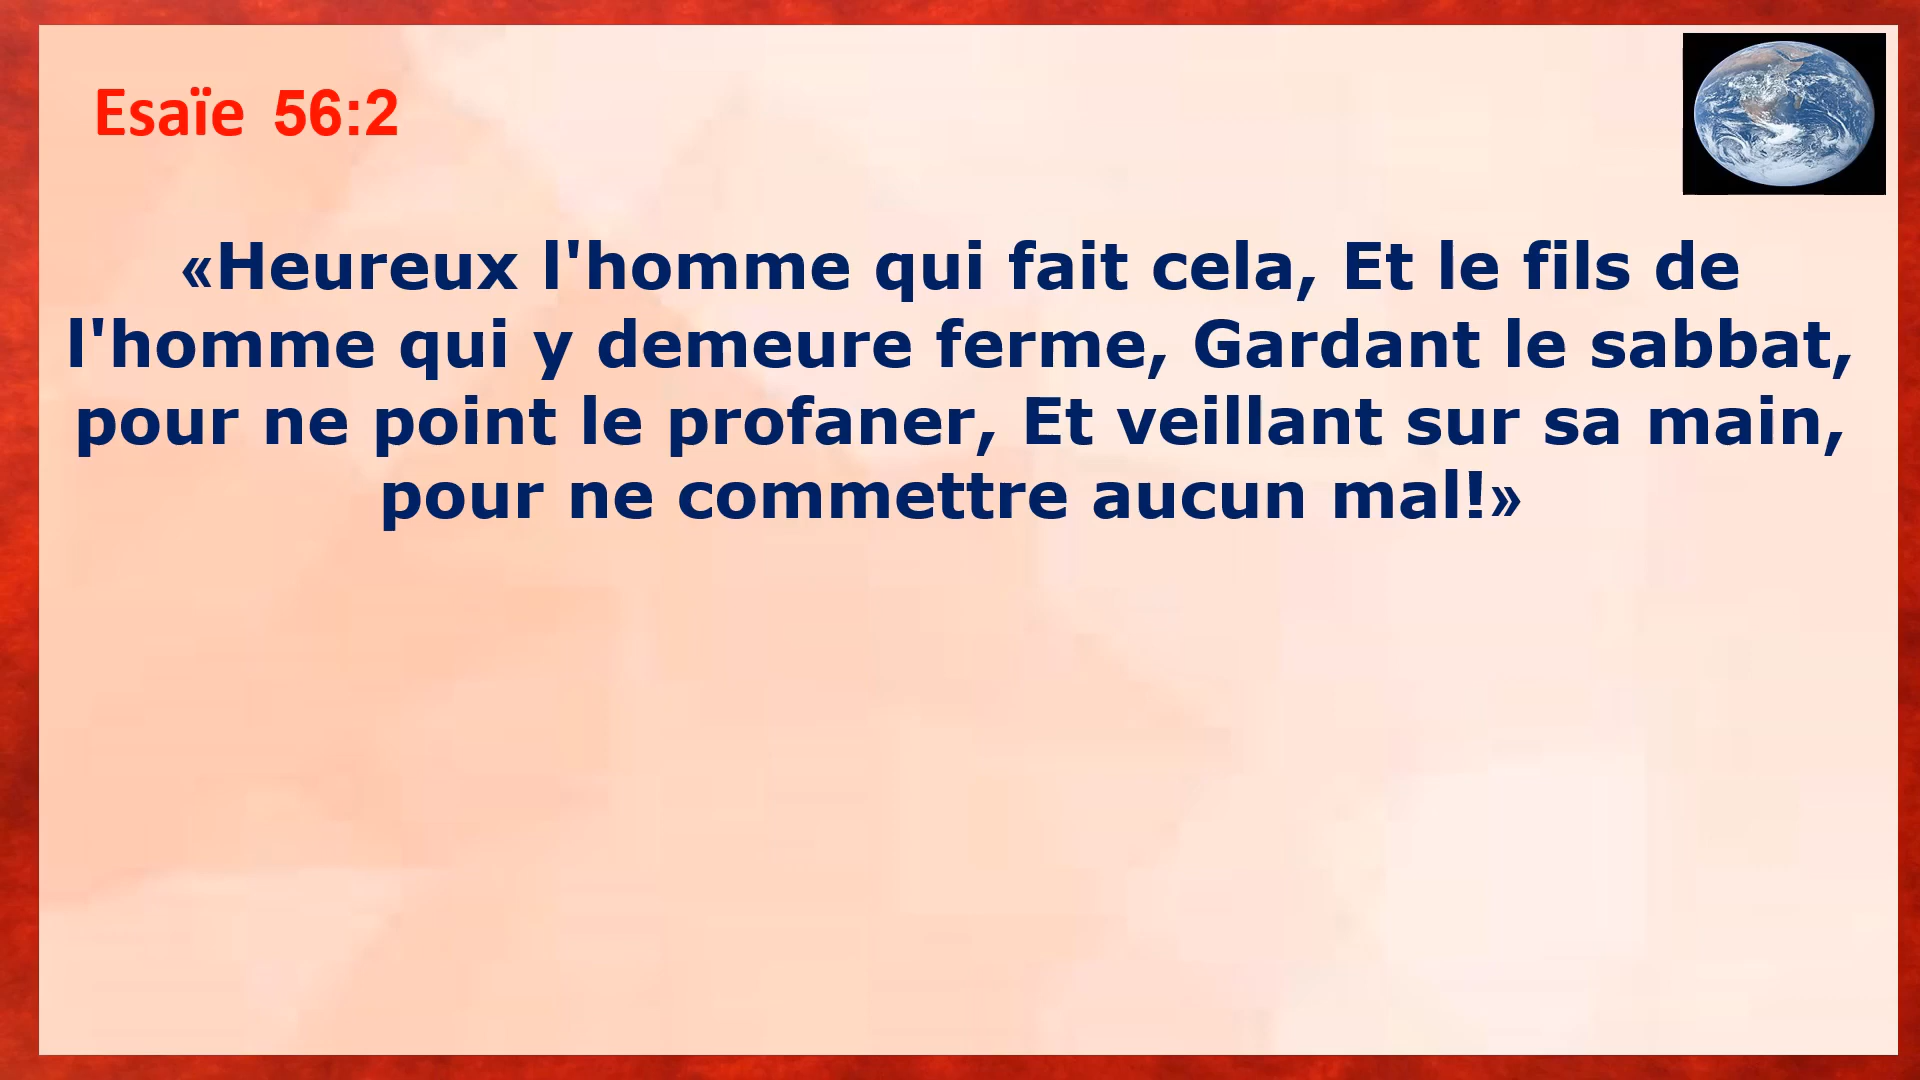 Esaïe 56:2
«Heureux l'homme qui fait cela, Et le fils de
l'homme qui y demeure ferme, Gardant le sabbat,
pour ne point le profaner, Et veillant sur sa main,
pour ne commettre aucun mal!»